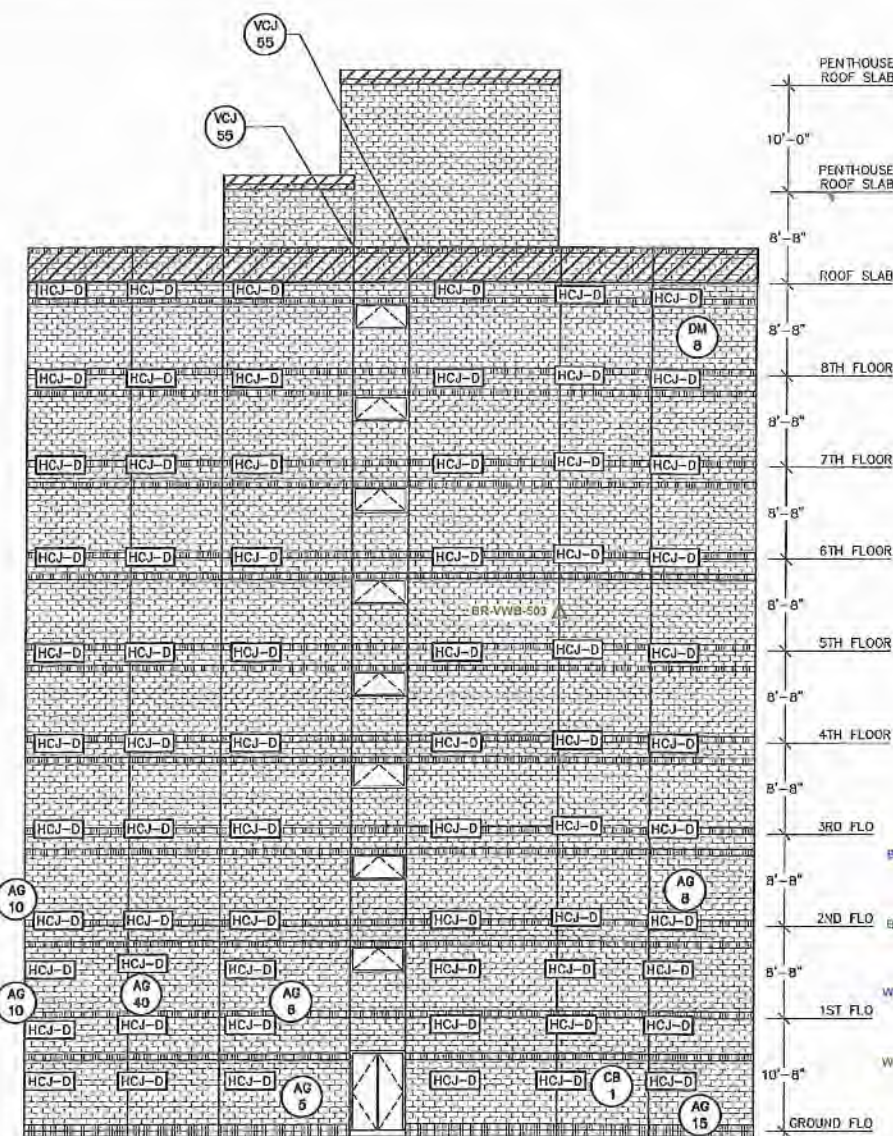 VCJ
55
VCJ
55
PENTHOUSE
ROOF SLAB
10'-0"
PENTHOUSE
ROOF SLAB
8'-8"
ROOF SLAB
HCJ-D HCJ-D HCJ-D HCJ-D HCJ-D HCJ-D
DM
8
8'-8"
8TH FLOOR
HCJ-D HCJ-D HCJ-D HCJ-D HCJ-D HCJ-D
8'-8"
7TH FLOOR
HCJ-D HCJ-D HCJ-D HCJ-D HCJ-D HCJ-D
8'-8"
6TH FLOOR
HCJ-D HCJ-D HCJ-D HCJ-D HCJ-D HCJ-D
BR-VWB-503
8'-8"
5TH FLOOR
HCJ-D HCJ-D HCJ-D HCJ-D HCJ-D HCJ-D
8'-8"
4TH FLOOR
HCJ-D HCJ-D HCJ-D HCJ-D HCJ-D HCJ-D
8'-8"
3RD FLO
HCJ-D HCJ-D HCJ-D HCJ-D HCJ-D HCJ-D
B
AG
10
AG
8
8'-8"
2ND FLO
HCJ-D HCJ-D HCJ-D HCJ-D HCJ-D HCJ-D
B
HCJ-D HCJ-D HCJ-D HCJ-D HCJ-D HCJ-D
8'-8"
AG
10
AG
40
AG
6
W
1ST FLO
HCJ-D HCJ-D HCJ-D HCJ-D HCJ-D HCJ-D
W
10'-8"
HCJ-D HCJ-D HCJ-D HCJ-D HCJ-D HCJ-D
AG
5
CB
1
AG
15
GROUND FLO